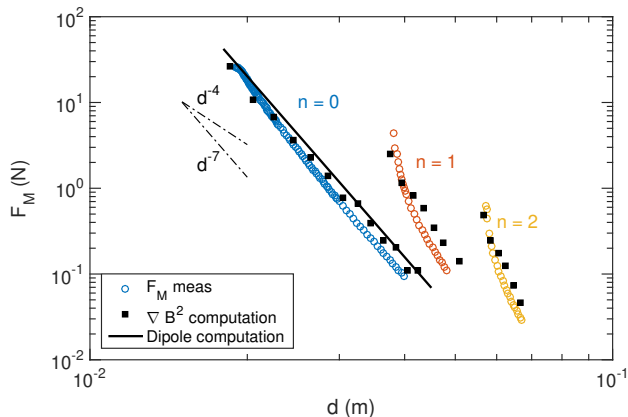 10^2
10^1
10^0
10^-1
10^-2
F_M (N)
d^-4
d^-7
n = 0
n = 1
n = 2
F_M meas
∇ B^2 computation
Dipole computation
10^-2
10^-1
d (m)